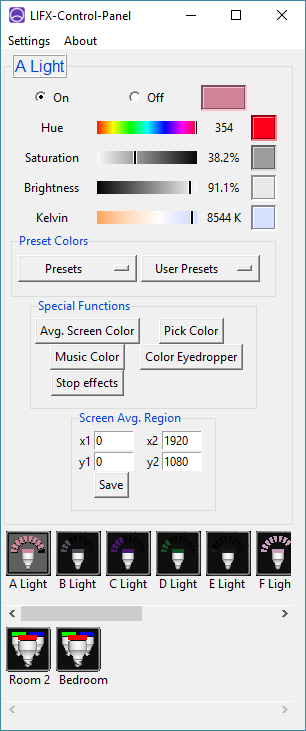 LIFX-Control-Panel
Settings About
A Light
On Off
Hue 354
Saturation 38.2%
Brightness 91.1%
Kelvin 8544 K
Preset Colors
Presets User Presets
Special Functions
Avg. Screen Color Pick Color
Music Color Color Eyedropper
Stop effects
Screen Avg. Region
x1 0 x2 1920
y1 0 y2 1080
Save
A Light B Light C Light D Light E Light F Ligh
Room 2 Bedroom